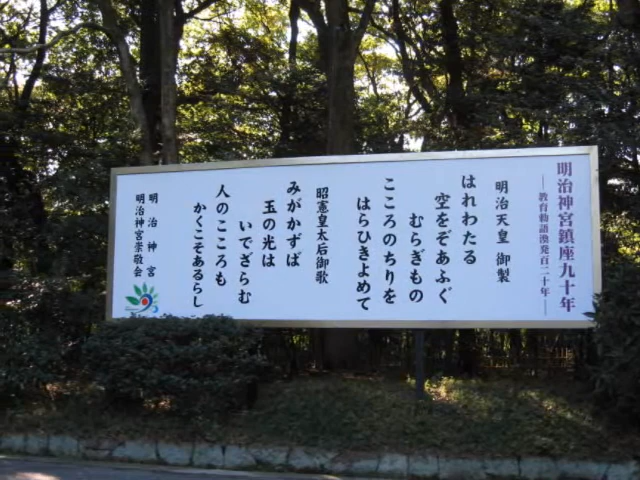 明治神宮鎮座九十年
―教育勅語渙発百二十年―
明治天皇 御製
はれわたる
空をぞあふぐ
むらぎもの
こころのちりを
はらひきよめて
昭憲皇太后御歌
みがかずば
玉の光は
いでざらむ
人のこころも
かくこそあるらし
明治神宮
明治神宮崇敬会